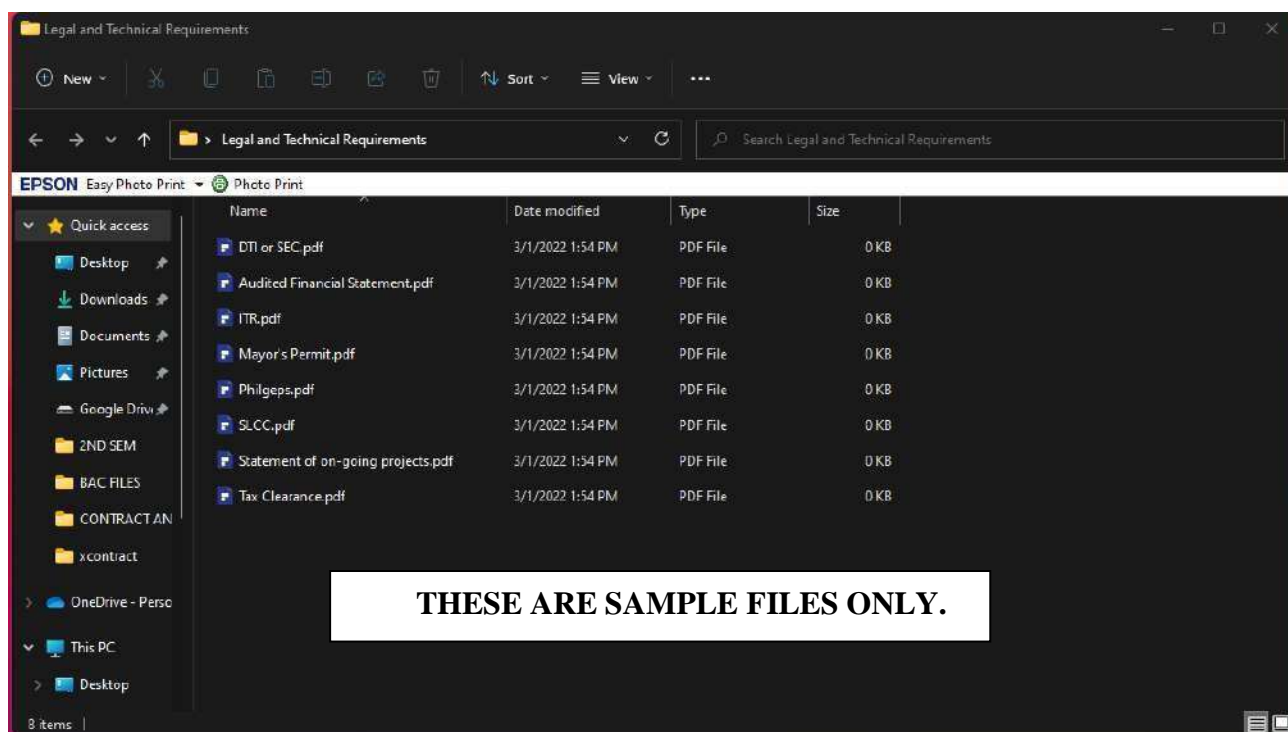 Legal and Technical Requirements
New Sort View
Legal and Technical Requirements Search Legal and Technical Requirements
EPSON Easy Photo Print Photo Print
Name Date modified Type Size
Quick access
DTI or SEC.pdf 3/1/2022 1:54 PM PDF File 0 KB
Desktop
Audited Financial Statement.pdf 3/1/2022 1:54 PM PDF File 0 KB
Downloads
ITR.pdf 3/1/2022 1:54 PM PDF File 0 KB
Documents
Mayor's Permit.pdf 3/1/2022 1:54 PM PDF File 0 KB
Pictures
Philgeps.pdf 3/1/2022 1:54 PM PDF File 0 KB
Google Driv
SLCC.pdf 3/1/2022 1:54 PM PDF File 0 KB
2ND SEM
Statement of on-going projects.pdf 3/1/2022 1:54 PM PDF File 0 KB
BAC FILES
Tax Clearance.pdf 3/1/2022 1:54 PM PDF File 0 KB
CONTRACT AN
xcontract
OneDrive - Perso
THESE ARE SAMPLE FILES ONLY.
This PC
Desktop
8 items